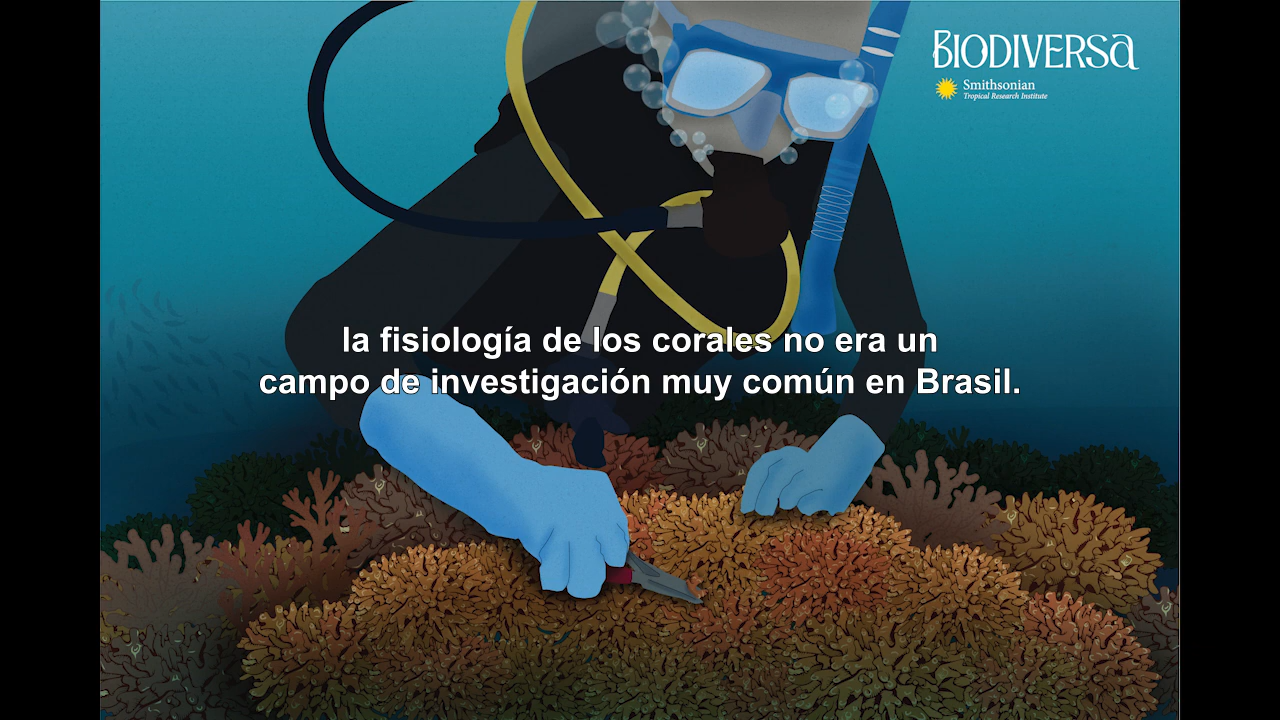 BIODIVERSA
Smithsonian
Tropical Research Institute
la fisiología de los corales no era un
campo de investigación muy común en Brasil.